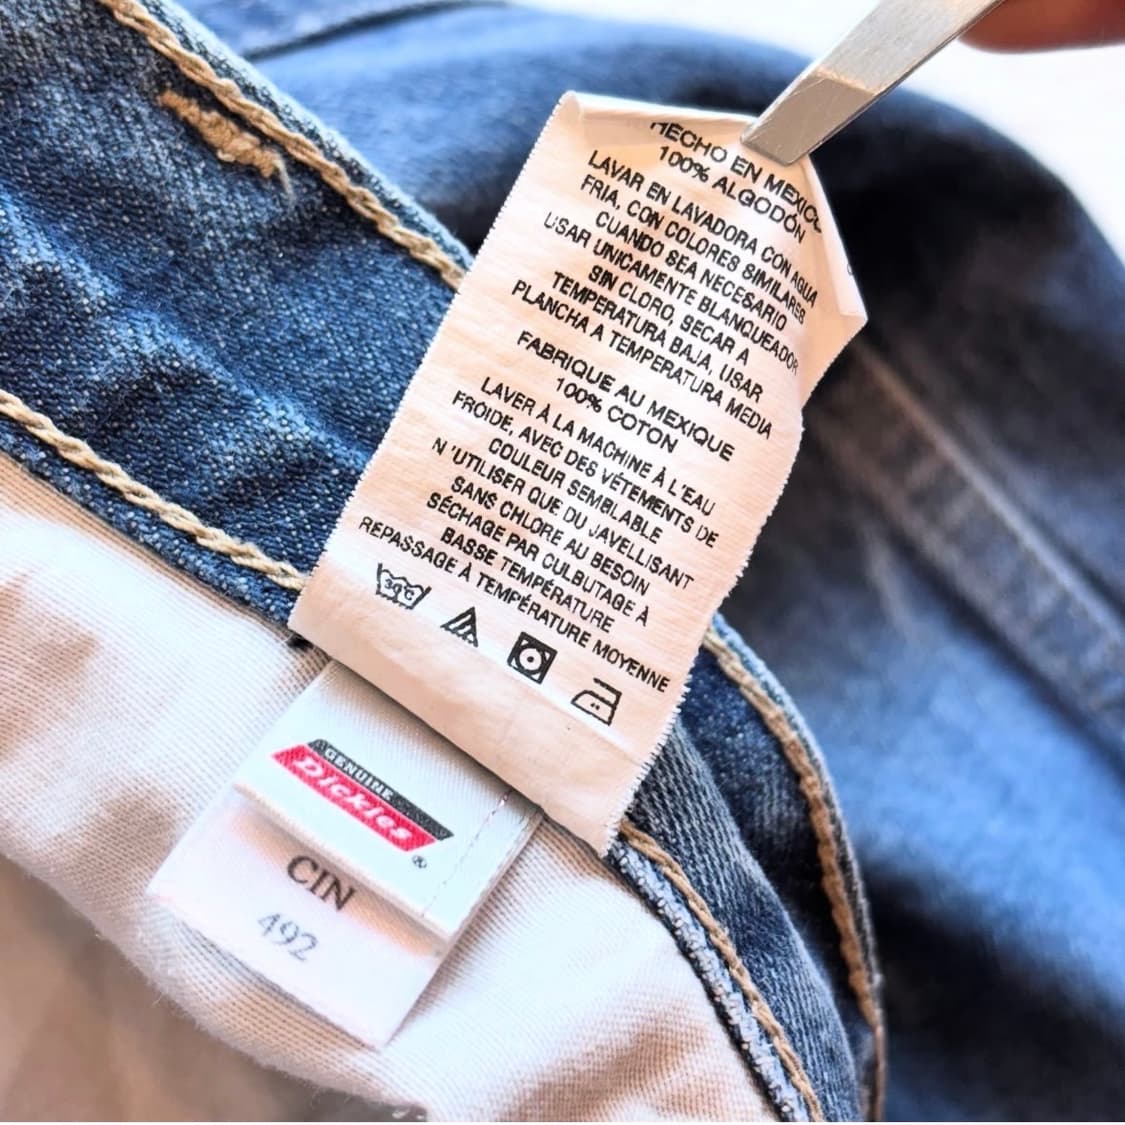 HECHO EN MEXICO
100% ALGODÓN
LAVAR EN LAVADORA CON AGUA
FRIA, CON COLORES SIMILARES
CUANDO SEA NECESARIO
USAR UNICAMENTE BLANQUEADOR
SIN CLORO, SECAR A
TEMPERATURA BAJA, USAR
PLANCHA A TEMPERATURA MEDIA
FABRIQUE AU MEXIQUE
100% COTON
LAVER À LA MACHINE À L'EAU
FROIDE, AVEC DES VÉTEMENTS DE
COULEUR SEMBLABLE
N'UTILISER QUE DU JAVELLISANT
SANS CHLORE AU BESOIN
SÉCHAGE PAR CULBUTAGE À
BASSE TEMPÉRATURE
REPASSAGE À TEMPÉRATURE MOYENNE
30°C
GENUINE
Dickies®
CIN
492